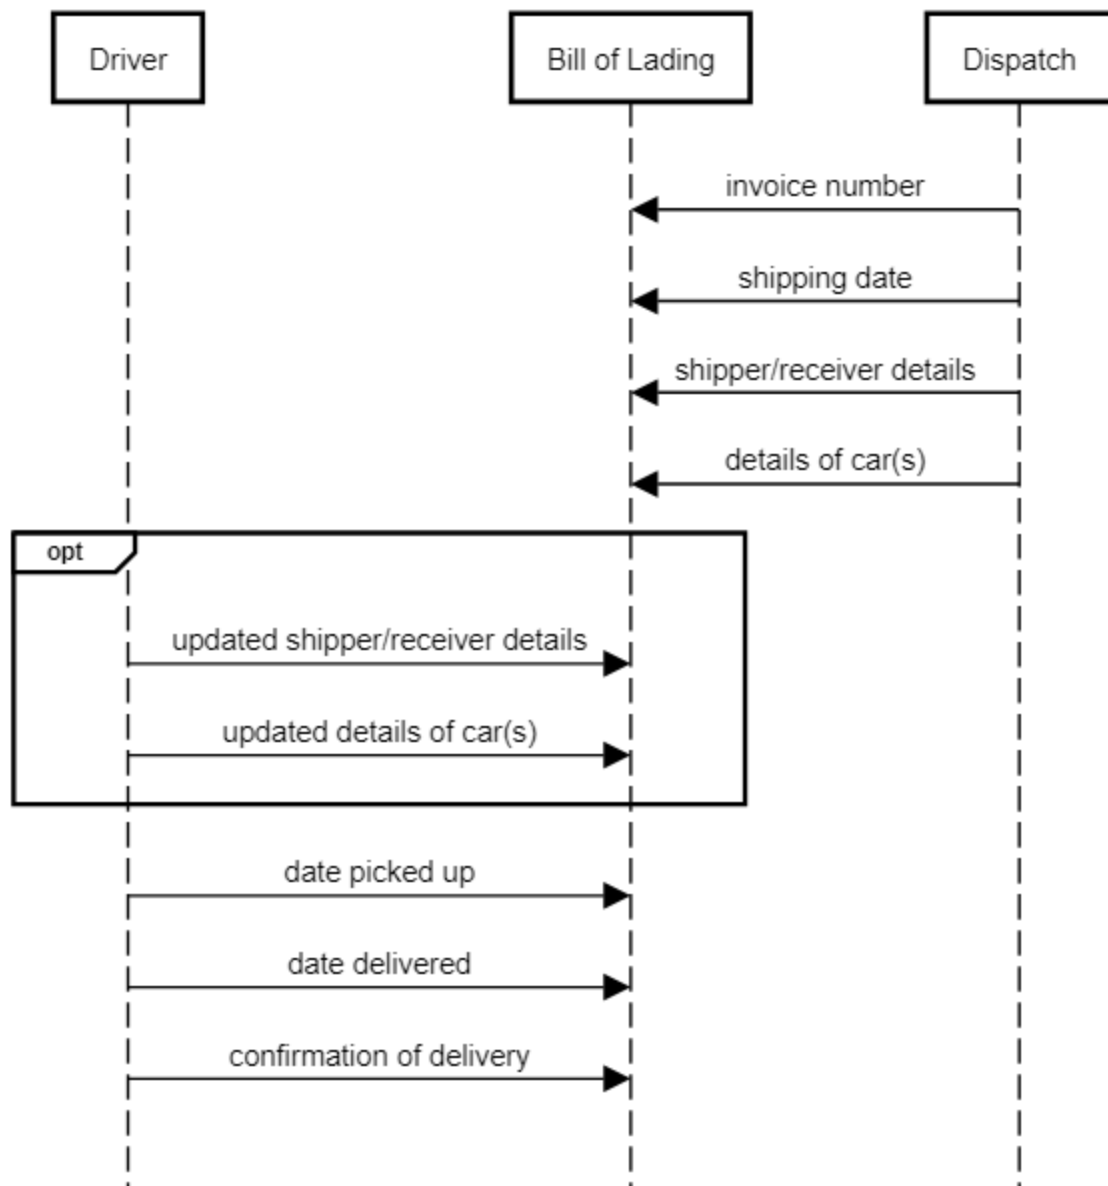 Driver
Bill of Lading
Dispatch
invoice number
shipping date
shipper/receiver details
details of car(s)
opt
updated shipper/receiver details
updated details of car(s)
date picked up
date delivered
confirmation of delivery